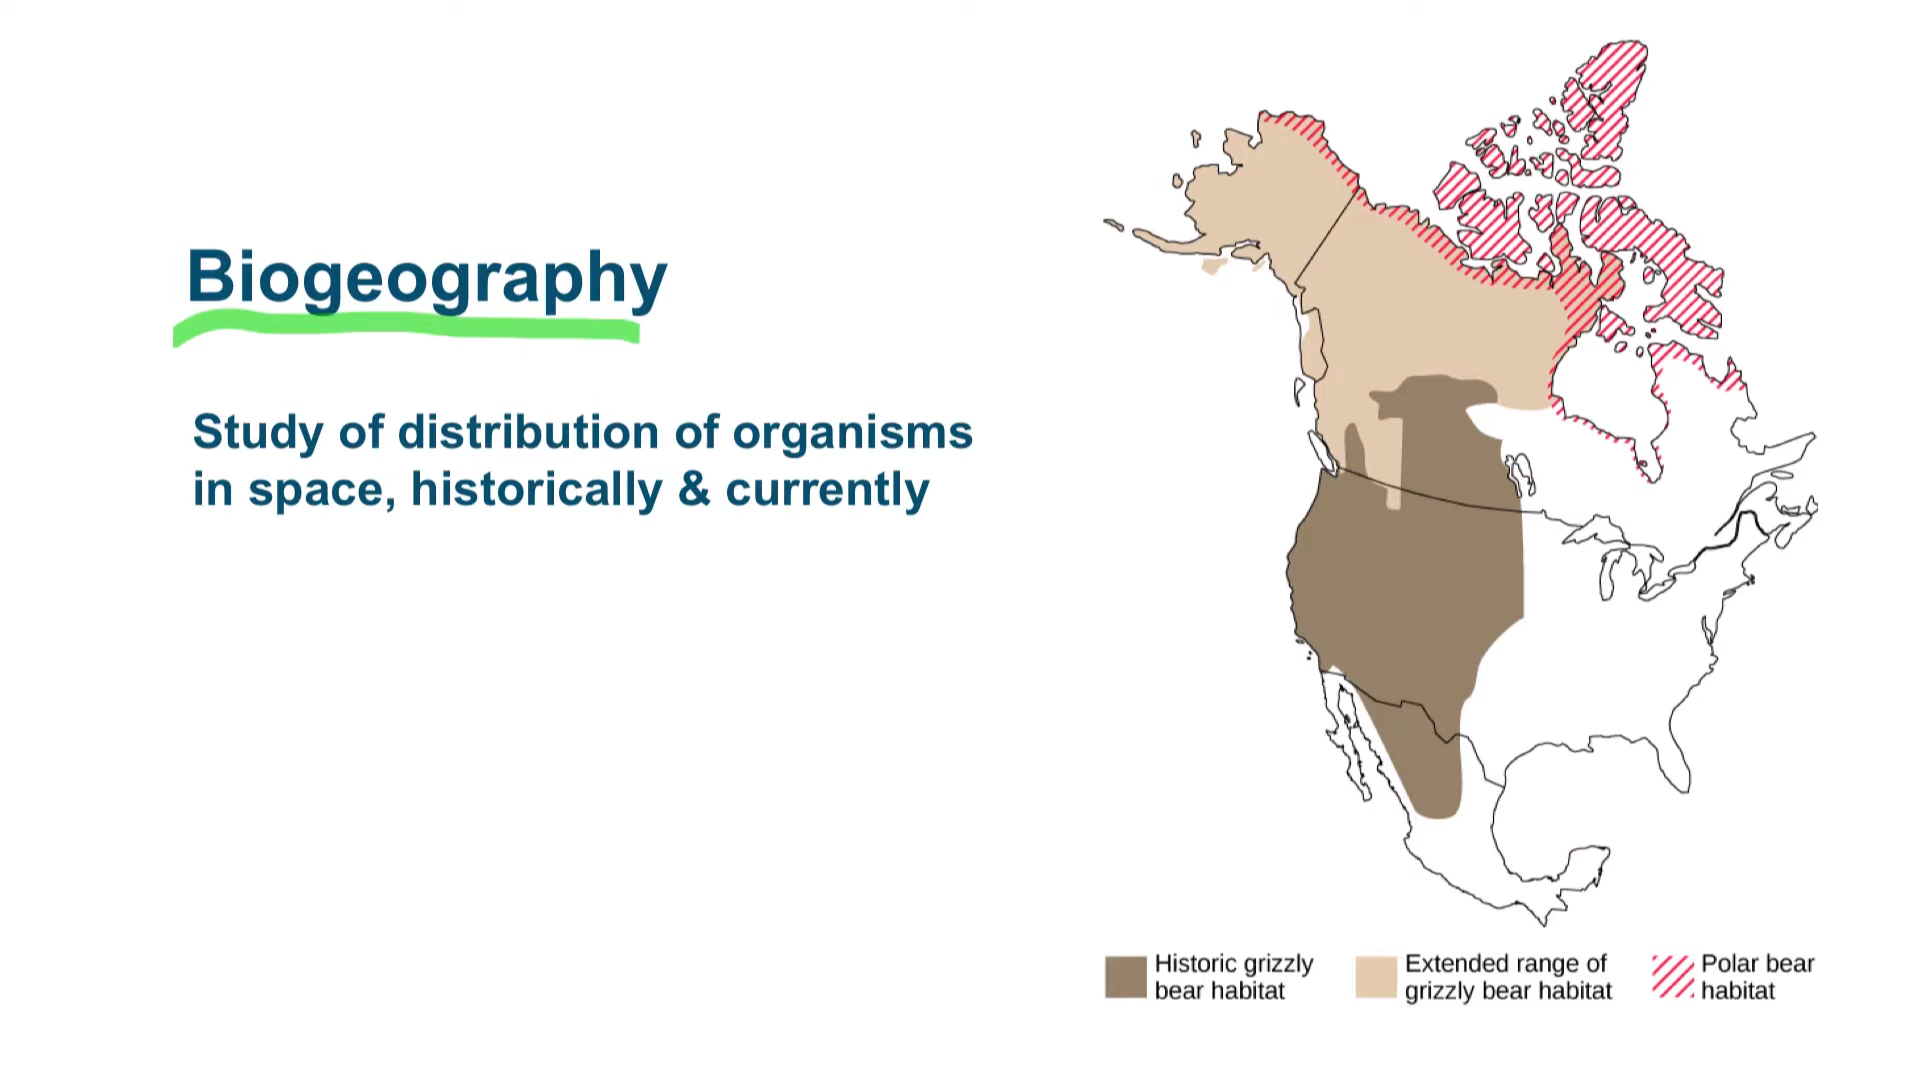 Biogeography
Study of distribution of organisms
in space, historically & currently
Historic grizzly
bear habitat
Extended range of
grizzly bear habitat
Polar bear
habitat